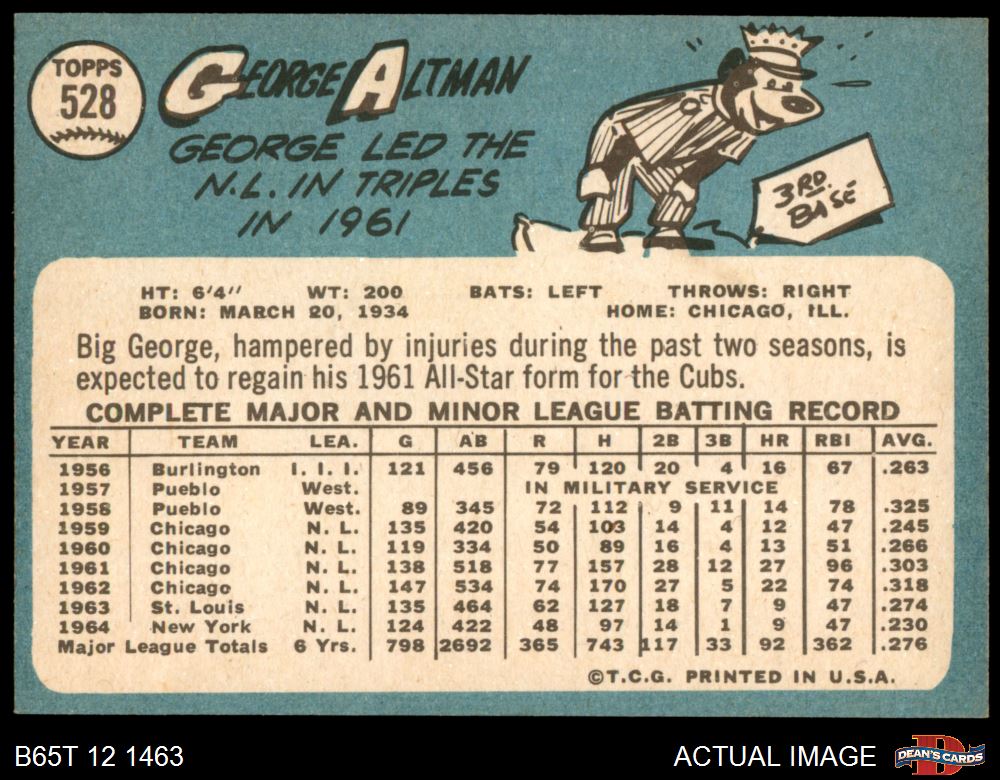 TOPPS
528
GEORGE ALTMAN
GEORGE LED THE
N.L. IN TRIPLES
IN 1961
3RD.
BASE
HT: 6'4" WT: 200 BATS: LEFT THROWS: RIGHT
BORN: MARCH 20, 1934 HOME: CHICAGO, ILL.
Big George, hampered by injuries during the past two seasons, is
expected to regain his 1961 All-Star form for the Cubs.
COMPLETE MAJOR AND MINOR LEAGUE BATTING RECORD
YEAR TEAM LEA. G AB R H 2B 3B HR RBI AVG.
1956 Burlington I. I. I. 121 456 79 120 20 4 16 67 .263
1957 Pueblo West. IN MILITARY SERVICE
1958 Pueblo West. 89 345 72 112 9 11 14 78 .325
1959 Chicago N. L. 135 420 54 103 14 4 12 47 .245
1960 Chicago N. L. 119 334 50 89 16 4 13 51 .266
1961 Chicago N. L. 138 518 77 157 28 12 27 96 .303
1962 Chicago N. L. 147 534 74 170 27 5 22 74 .318
1963 St. Louis N. L. 135 464 62 127 18 7 9 47 .274
1964 New York N. L. 124 422 48 97 14 1 9 47 .230
Major League Totals 6 Yrs. 798 2692 365 743 117 33 92 362 .276
©T.C.G. PRINTED IN U.S.A.
B65T 12 1463 ACTUAL IMAGE DEAN'S CARDS